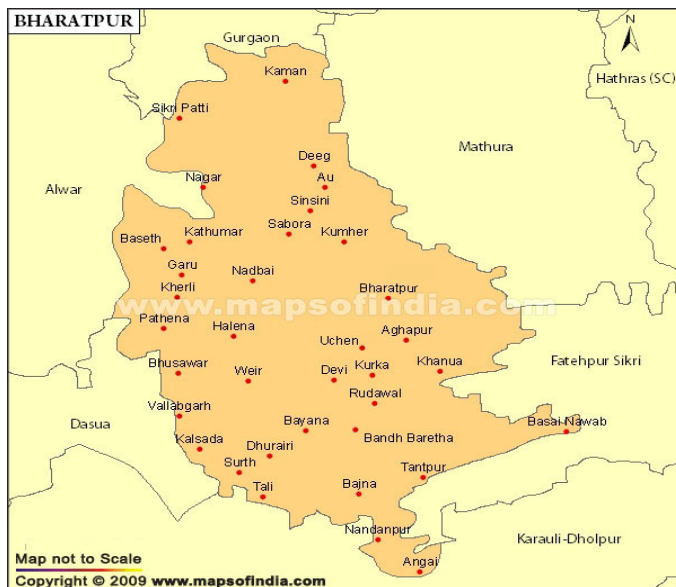 BHARATPUR
Gurgaon
N
Kaman
Hathras (SC)
Sikri Patti
Mathura
Deeg
Alwar
Nagar
Au
Sinsini
Sabora
Baseth
Kathumar
Kumher
Garu
Nadbai
Kherli
Bharatpur
www.mapsofindia.com
Pathena
Halena
Aghapur
Uchen
Bhusawar
Weir
Devi
Kurka
Khanua
Fatehpur Sikri
Rudawal
Vallabgarh
Dasua
Bayana
Bandh Baretha
Basai Nawab
Kalsada
Dhurairi
Surth
Tantpur
Tali
Bajna
Nandanpur
Karauli-Dholpur
Angai
Map not to Scale
Copyright © 2009 www.mapsofindia.com